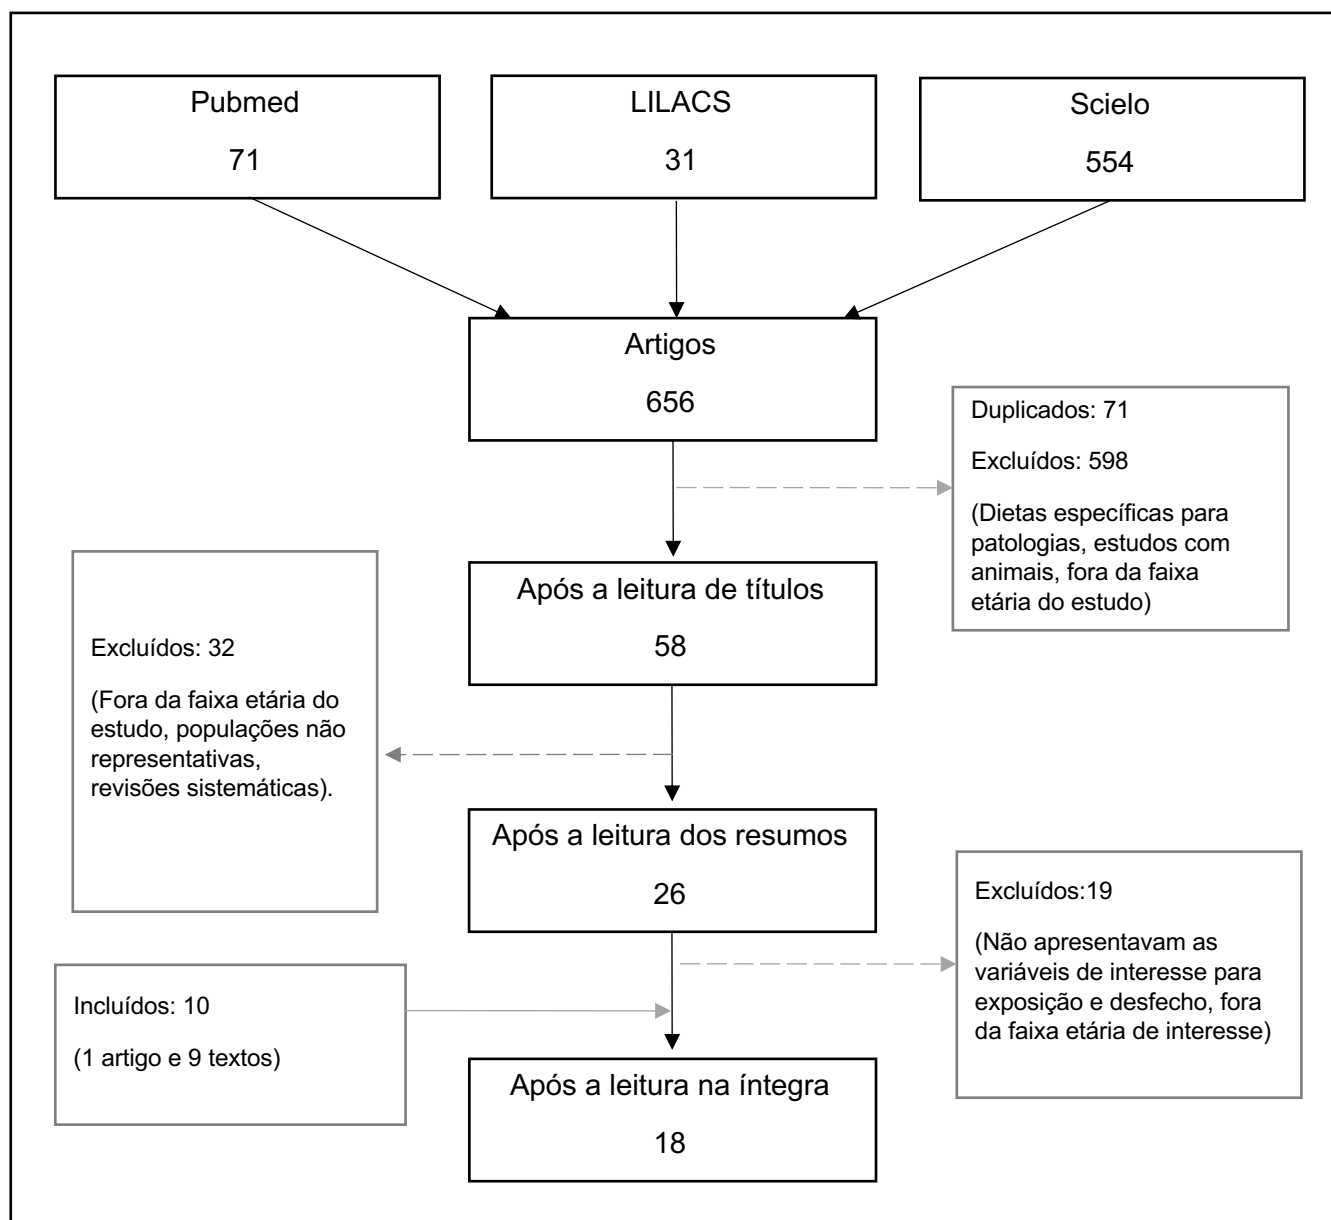 Pubmed
71
LILACS
31
Scielo
554
Artigos
656
Duplicados: 71
Excluídos: 598
(Dietas específicas para
patologias, estudos com
animais, fora da faixa
etária do estudo)
Após a leitura de títulos
58
Excluídos: 32
(Fora da faixa etária do
estudo, populações não
representativas,
revisões sistemáticas).
Após a leitura dos resumos
26
Excluídos:19
(Não apresentavam as
variáveis de interesse para
exposição e desfecho, fora
da faixa etária de interesse)
Incluídos: 10
(1 artigo e 9 textos)
Após a leitura na íntegra
18